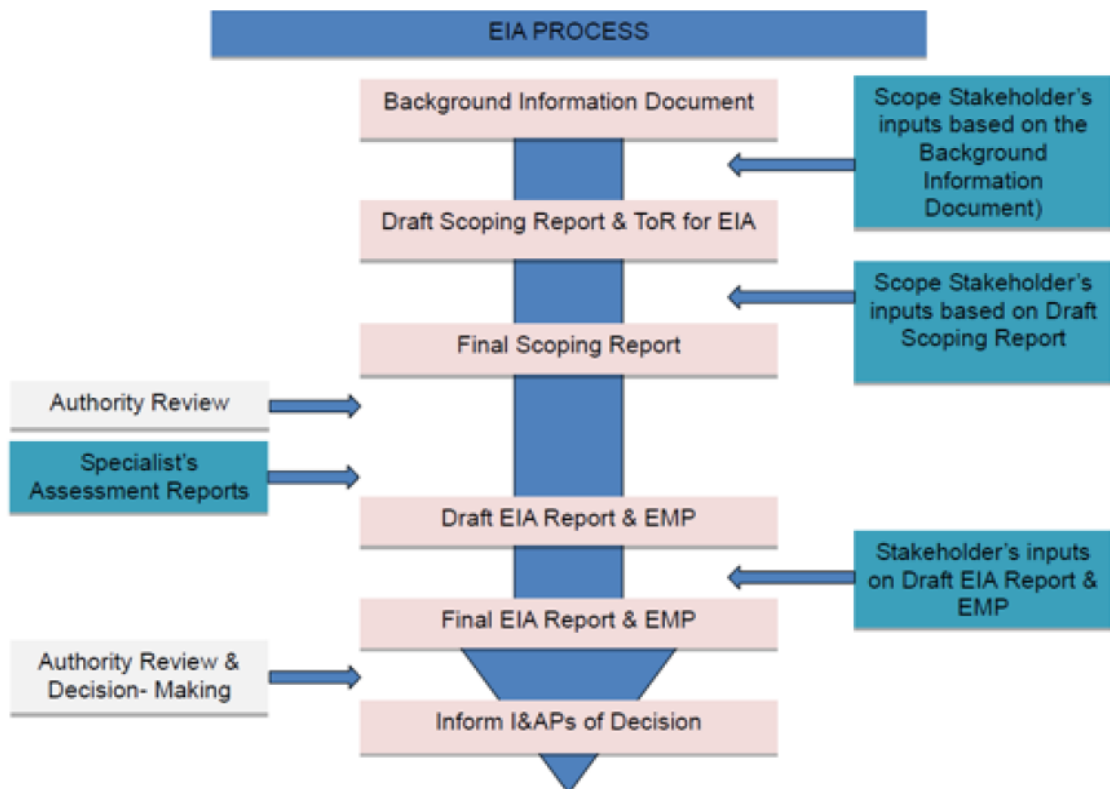 EIA PROCESS
Background Information Document
Scope Stakeholder's
inputs based on the
Background
Information
Document)
Draft Scoping Report & ToR for EIA
Scope Stakeholder's
inputs based on Draft
Scoping Report
Final Scoping Report
Authority Review
Specialist's
Assessment Reports
Draft EIA Report & EMP
Stakeholder's inputs
on Draft EIA Report &
EMP
Final EIA Report & EMP
Authority Review &
Decision- Making
Inform I&APs of Decision